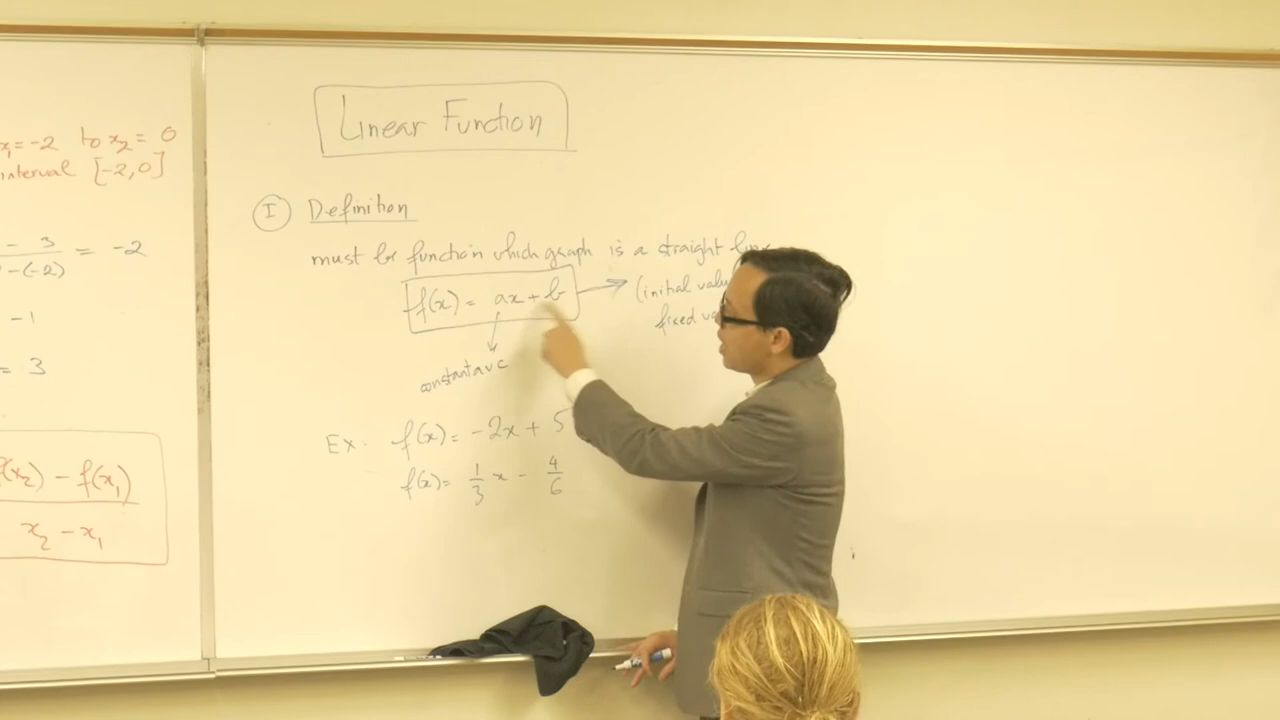 x₁=-2 to x₂= 0
interval [-2,0]
- 3
-(-2)
= -2
-1
= 3
f(x₂) - f(x₁)
x₂ - x₁
Linear Function
I Definition
must be function which graph is a straight line
f(x) = ax + b
(initial valu
fixed va
constant
Ex. f(x) = -2x + 5
f(x) = 1/3 x - 4/6